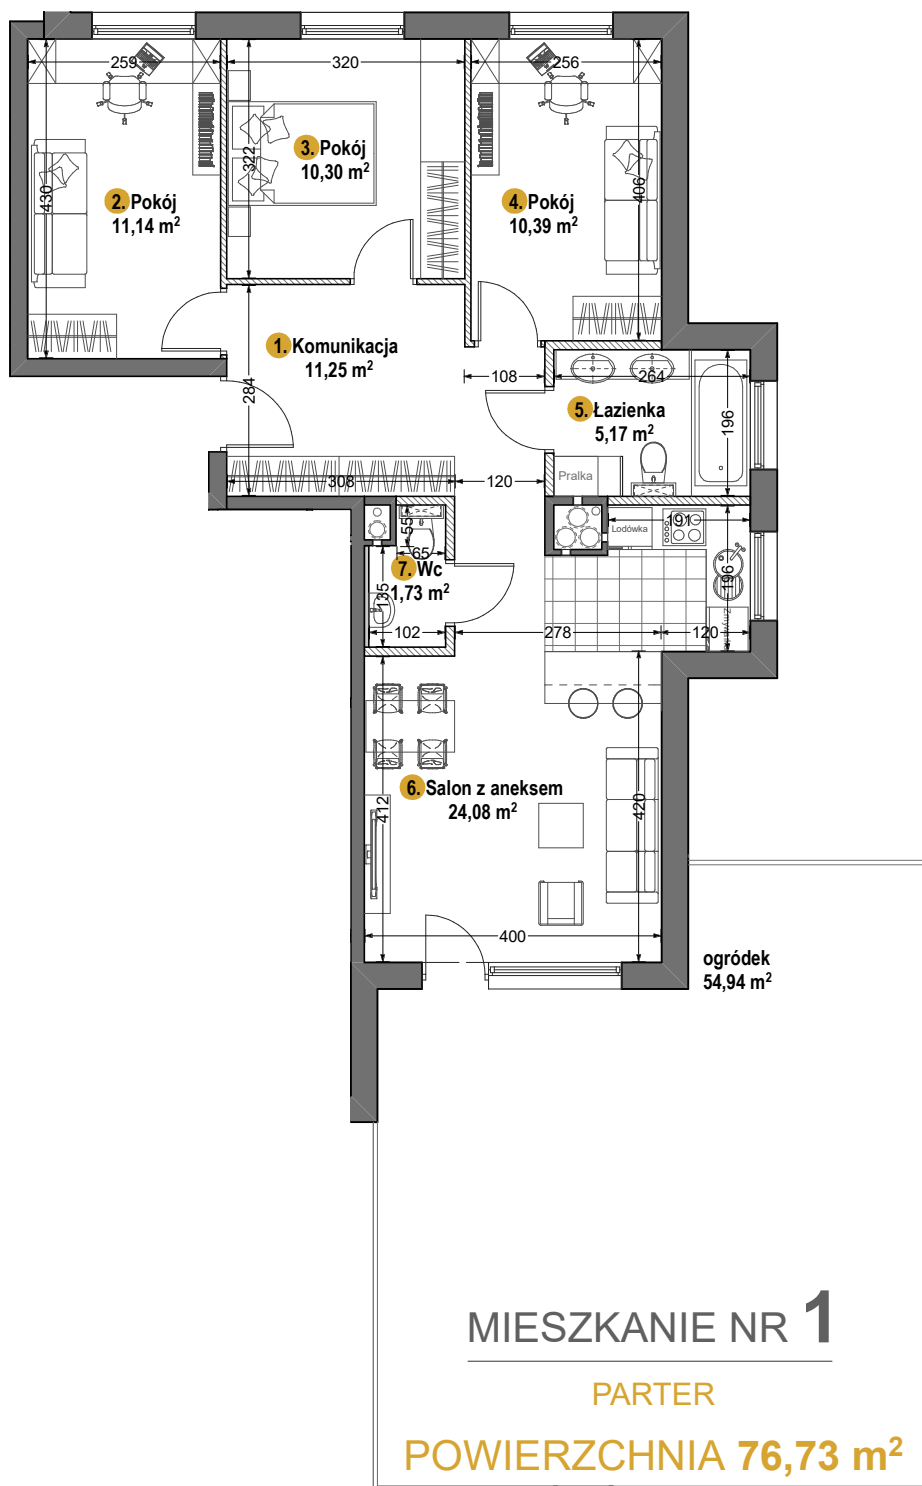 259
320
256
430
322
406
2. Pokój
11,14 m²
3. Pokój
10,30 m²
4. Pokój
10,39 m²
1. Komunikacja
11,25 m²
284
108
264
196
5. Łazienka
5,17 m²
Pralka
308
120
55
65
191
Lodówka
196
7. Wc
1,73 m²
135
102
278
120
6. Salon z aneksem
24,08 m²
412
420
400
ogródek
54,94 m²
MIESZKANIE NR 1
PARTER
POWIERZCHNIA 76,73 m²